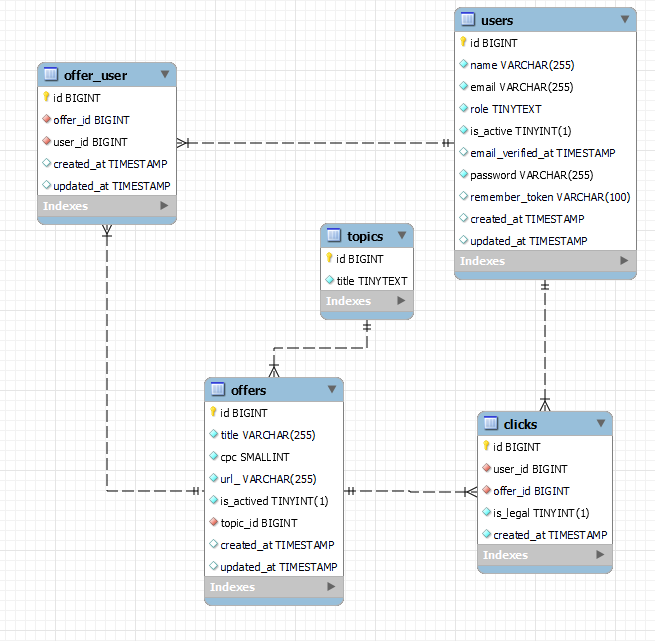 users
id BIGINT
name VARCHAR(255)
email VARCHAR(255)
role TINYTEXT
is_active TINYINT(1)
email_verified_at TIMESTAMP
password VARCHAR(255)
remember_token VARCHAR(100)
created_at TIMESTAMP
updated_at TIMESTAMP
Indexes
offer_user
id BIGINT
offer_id BIGINT
user_id BIGINT
created_at TIMESTAMP
updated_at TIMESTAMP
Indexes
topics
id BIGINT
title TINYTEXT
Indexes
offers
id BIGINT
title VARCHAR(255)
cpc SMALLINT
url_ VARCHAR(255)
is_actived TINYINT(1)
topic_id BIGINT
created_at TIMESTAMP
updated_at TIMESTAMP
Indexes
clicks
id BIGINT
user_id BIGINT
offer_id BIGINT
is_legal TINYINT(1)
created_at TIMESTAMP
Indexes